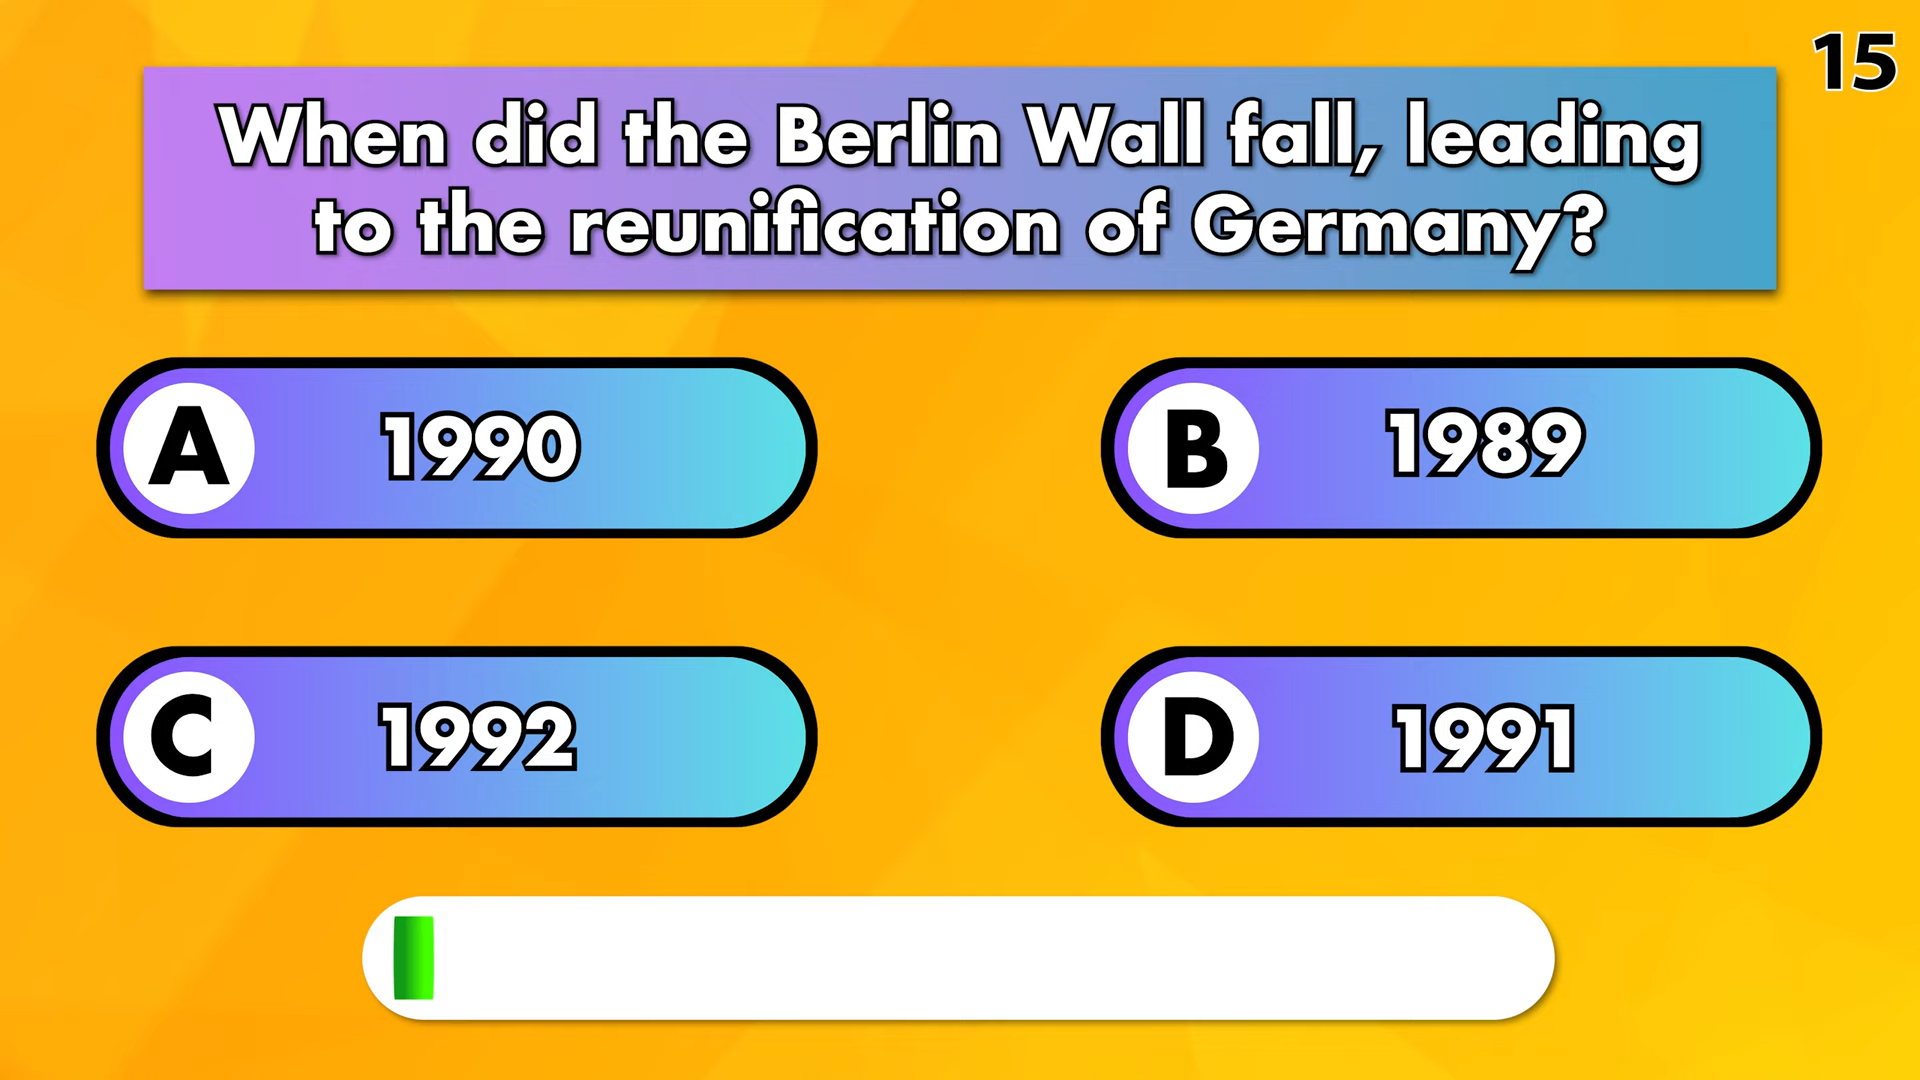 15
When did the Berlin Wall fall, leading
to the reunification of Germany?
A 1990
B 1989
C 1992
D 1991